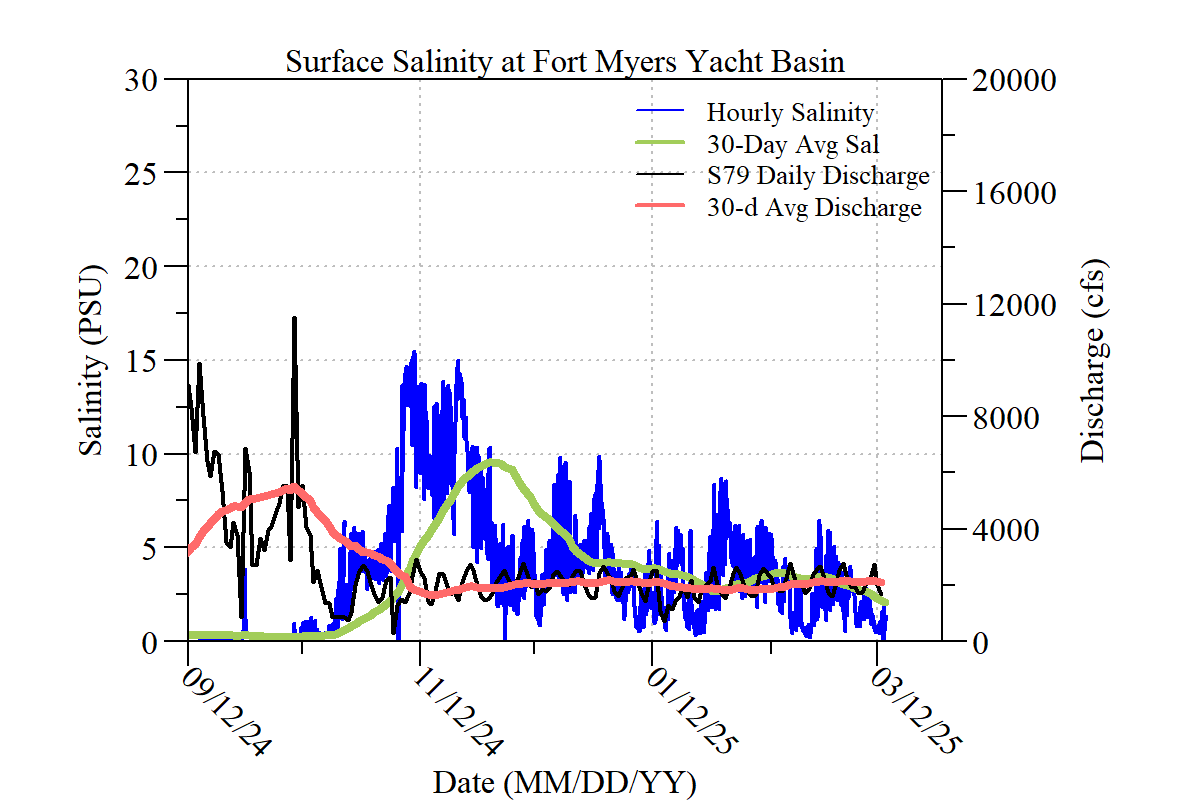 Surface Salinity at Fort Myers Yacht Basin
30
25
20
15
10
5
0
Salinity (PSU)
Hourly Salinity
30-Day Avg Sal
S79 Daily Discharge
30-d Avg Discharge
20000
16000
12000
8000
4000
0
Discharge (cfs)
09/12/24
11/12/24
01/12/25
03/12/25
Date (MM/DD/YY)